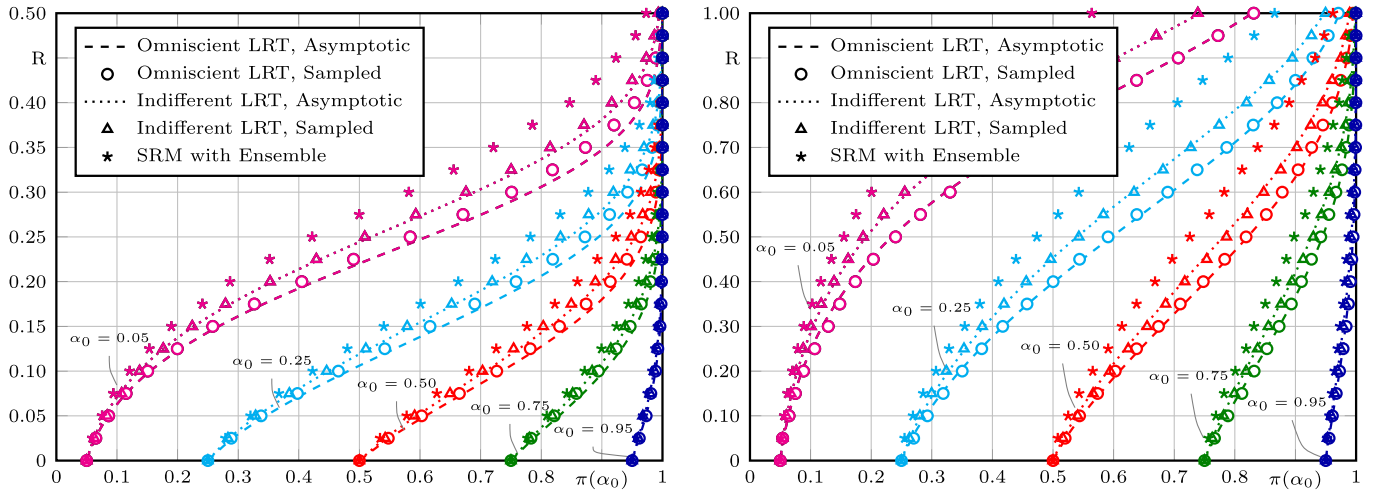 0.50
R
0.40
0.35
0.30
0.25
0.20
0.15
0.10
0.05
0
Omniscient LRT, Asymptotic
Omniscient LRT, Sampled
Indifferent LRT, Asymptotic
Indifferent LRT, Sampled
SRM with Ensemble
α₀ = 0.05
α₀ = 0.25
α₀ = 0.50
α₀ = 0.75
α₀ = 0.95
0 0.1 0.2 0.3 0.4 0.5 0.6 0.7 0.8 π(α₀) 1
1.00
R
0.80
0.70
0.60
0.50
0.40
0.30
0.20
0.10
0
Omniscient LRT, Asymptotic
Omniscient LRT, Sampled
Indifferent LRT, Asymptotic
Indifferent LRT, Sampled
SRM with Ensemble
α₀ = 0.05
α₀ = 0.25
α₀ = 0.50
α₀ = 0.75
α₀ = 0.95
0 0.1 0.2 0.3 0.4 0.5 0.6 0.7 0.8 π(α₀) 1